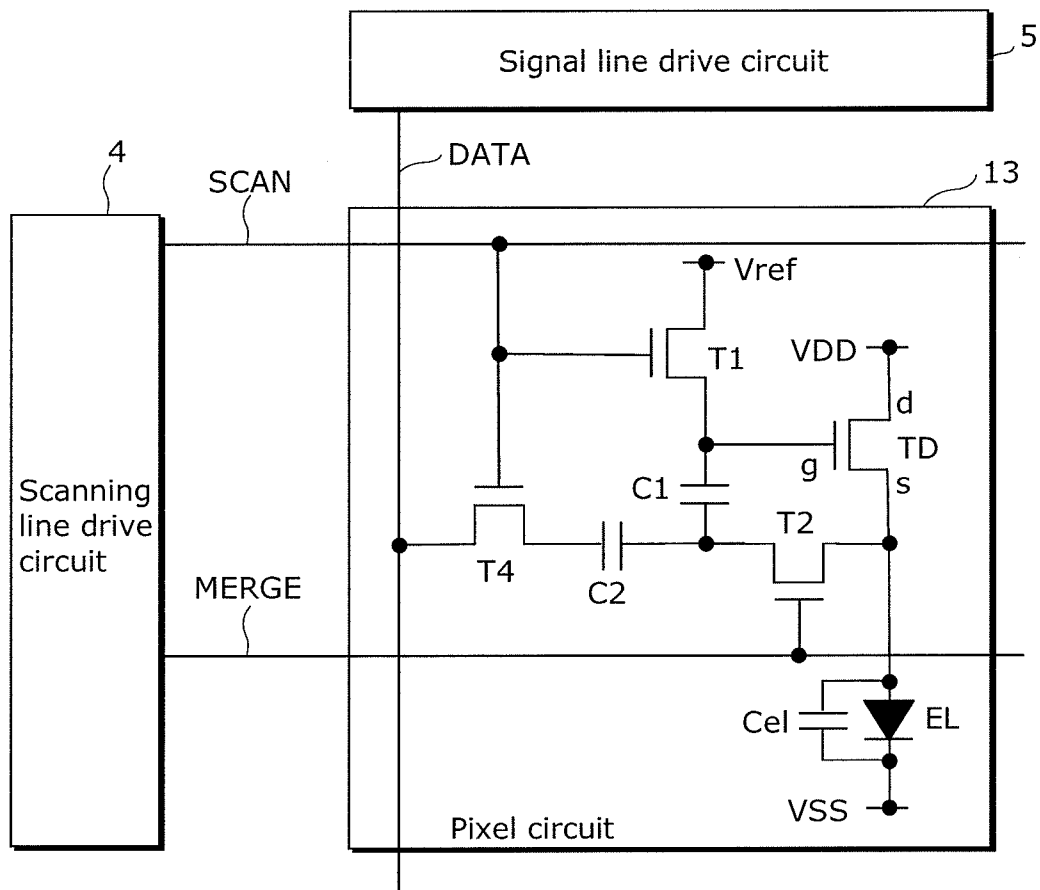 Signal line drive circuit
5
4
DATA
SCAN
13
Vref
T1
VDD
d
TD
g
s
C1
T2
Scanning
line drive
circuit
T4
C2
MERGE
Cel
EL
VSS
Pixel circuit